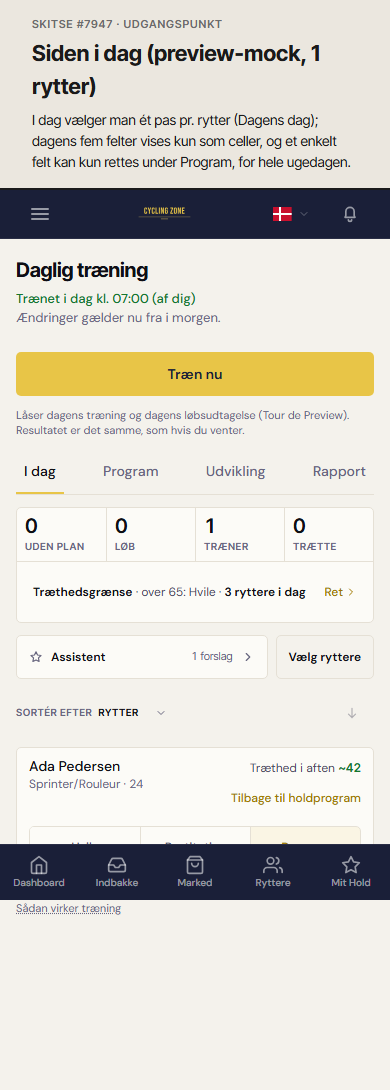 SKITSE #7947 · UDGANGSPUNKT
Siden i dag (preview-mock, 1
rytter)
I dag vælger man ét pas pr. rytter (Dagens dag);
dagens fem felter vises kun som celler, og et enkelt
felt kan kun rettes under Program, for hele ugedagen.
CYCLING ZONE
Daglig træning
Trænet i dag kl. 07:00 (af dig)
Ændringer gælder nu fra i morgen.
Træn nu
Låser dagens træning og dagens løbsudtagelse (Tour de Preview).
Resultatet er det samme, som hvis du venter.
I dag Program Udvikling Rapport
0 0 1 0
UDEN PLAN LØB TRÆNER TRÆTTE
Træthedsgrænse · over 65: Hvile · 3 ryttere i dag Ret
Assistent 1 forslag Vælg ryttere
SORTÉR EFTER RYTTER
Ada Pedersen Træthed i aften ~42
Sprinter/Rouleur · 24
Tilbage til holdprogram
Dashboard Indbakke Marked Ryttere Mit Hold
Sådan virker træning